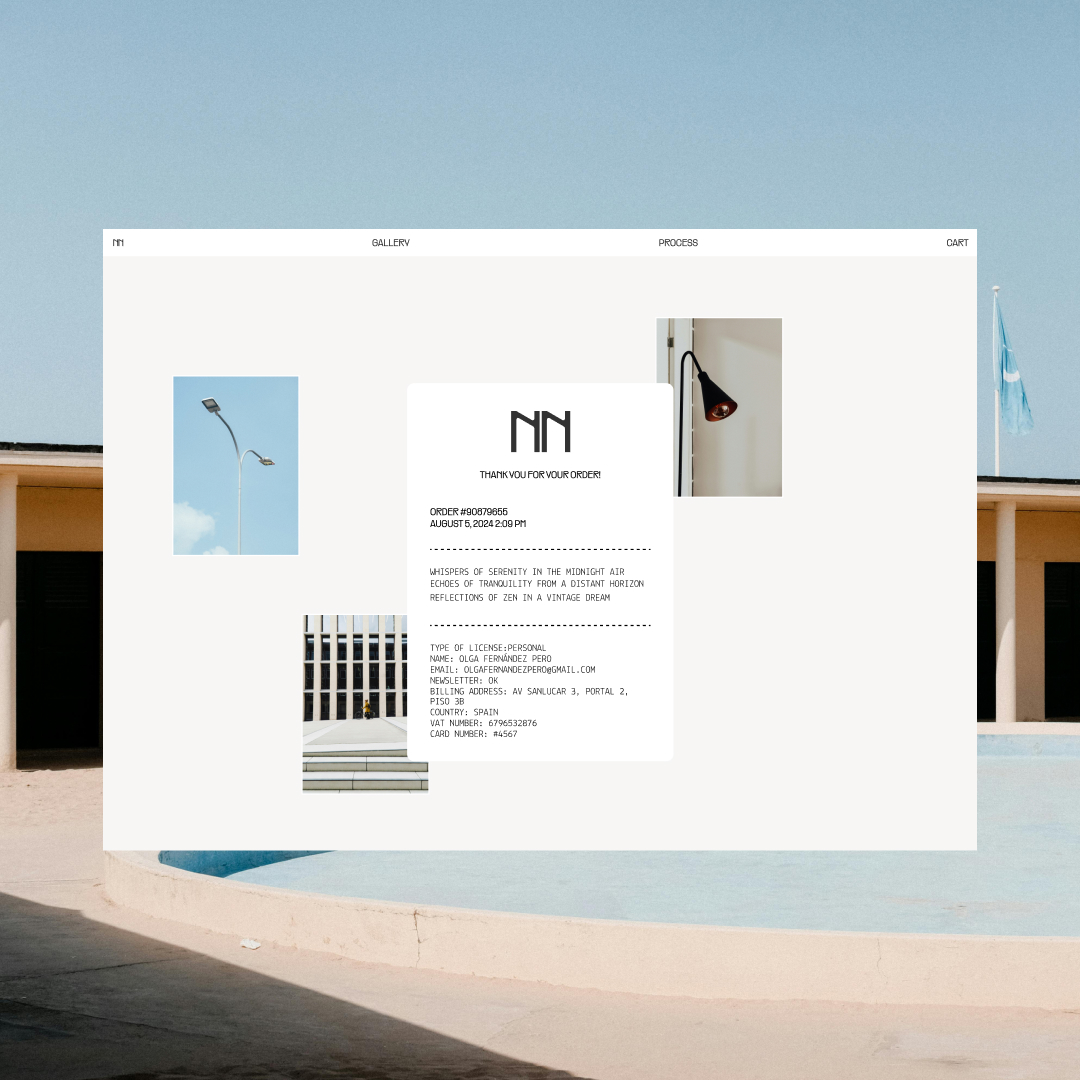 NN
GALLERY
PROCESS
CART
NN
THANK YOU FOR YOUR ORDER!
ORDER #90879655
AUGUST 5, 2024 2:09 PM
WHISPERS OF SERENITY IN THE MIDNIGHT AIR
ECHOES OF TRANQUILITY FROM A DISTANT HORIZON
REFLECTIONS OF ZEN IN A VINTAGE DREAM
TYPE OF LICENSE:PERSONAL
NAME: OLGA FERNÁNDEZ PERO
EMAIL: OLGAFERNANDEZPERO@GMAIL.COM
NEWSLETTER: OK
BILLING ADDRESS: AV SANLUCAR 3, PORTAL 2,
PISO 3B
COUNTRY: SPAIN
VAT NUMBER: 6796532876
CARD NUMBER: #4567